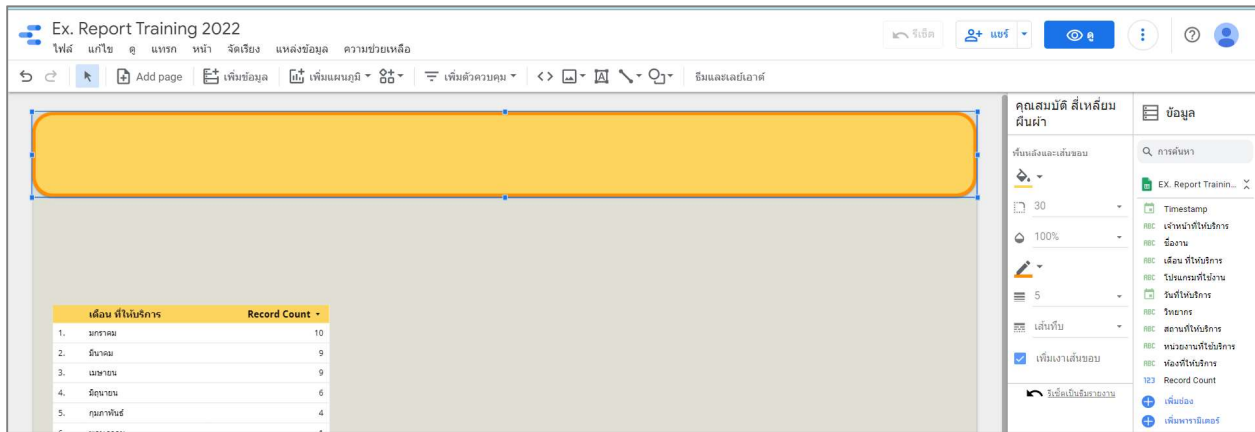 Ex. Report Training 2022
ไฟล์ แก้ไข ดู แทรก หน้า จัดเรียง แหล่งข้อมูล ความช่วยเหลือ
รีเซ็ต แชร์ ดู
Add page เพิ่มข้อมูล เพิ่มแผนภูมิ เพิ่มตัวควบคุม ธีมและเลย์เอาต์
คุณสมบัติ สี่เหลี่ยม
ผืนผ้า
พื้นหลังและเส้นขอบ
30
100%
5
เส้นทึบ
เพิ่มเงาเส้นขอบ
รีเซ็ตเป็นธีมรายงาน
ข้อมูล
การค้นหา
EX. Report Trainin...
Timestamp
ABC เจ้าหน้าที่ให้บริการ
ABC ชื่องาน
ABC เดือน ที่ให้บริการ
ABC โปรแกรมที่ใช้งาน
วันที่ให้บริการ
ABC วิทยากร
ABC สถานที่ให้บริการ
ABC หน่วยงานที่ใช้บริการ
ABC ห้องที่ให้บริการ
123 Record Count
เพิ่มช่อง
เพิ่มพารามิเตอร์
เดือน ที่ให้บริการ Record Count
1. มกราคม 10
2. มีนาคม 9
3. เมษายน 9
4. มิถุนายน 6
5. กุมภาพันธ์ 4